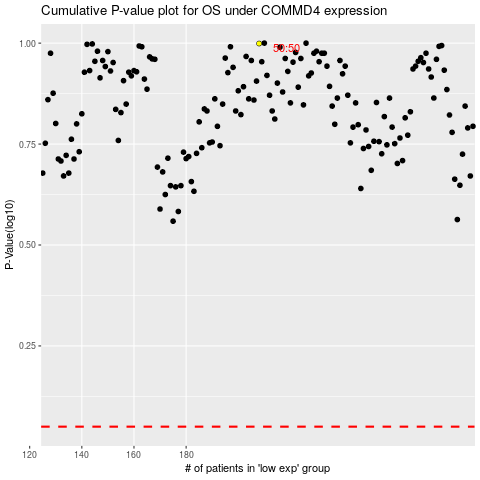 Cumulative P-value plot for OS under COMMD4 expression
P-Value(log10)
1.00
0.75
0.50
0.25
50:50
120 140 160 180
# of patients in 'low exp' group